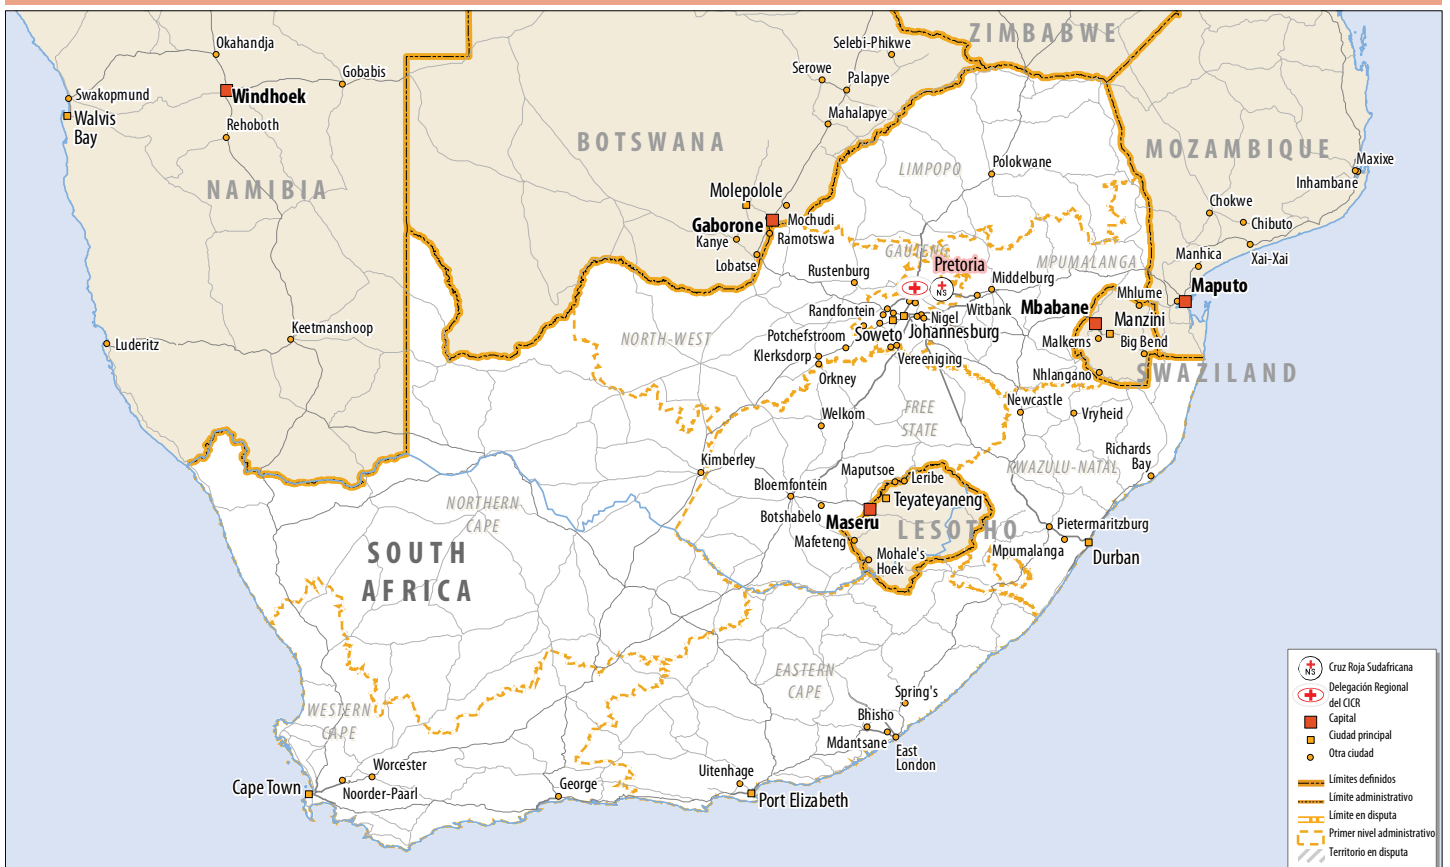 ZIMBABWE
Okahandja
Selebi-Phikwe
Gobabis
Serowe
Palapye
Swakopmund
Windhoek
Walvis
Bay
Rehoboth
Mahalapye
BOTSWANA
MOZAMBIQUE
NAMIBIA
LIMPOPO
Polokwane
Maxixe
Inhambane
Molepolole
Mochudi
Chokwe
Gaborone
Kanye
Ramotswa
Chibuto
Lobatse
GAUTENG
Pretoria
MPUMALANGA
Manhica
Xai-Xai
Rustenburg
NS
Middelburg
Witbank
Mhlume
Maputo
Randfontein
Nigel
Mbabane
Manzini
Keetmanshoop
Luderitz
NORTH-WEST
Potchefstroom
Soweto
Johannesburg
Malkerns
Big Bend
Klerksdorp
Vereeniging
Orkney
Nhlangano
SWAZILAND
Welkom
FREE
STATE
Newcastle
Vryheid
Kimberley
Maputsoe
Leribe
KWAZULU-NATAL
Richards
Bay
Bloemfontein
Teyateyaneng
NORTHERN
CAPE
Botshabelo
Maseru
LESOTHO
Pietermaritzburg
Mafeteng
Mohale's
Hoek
Mpumalanga
Durban
SOUTH
AFRICA
EASTERN
CAPE
Spring's
WESTERN
CAPE
Bhisho
Mdantsane
East
London
Worcester
Cape Town
Noorder-Paarl
George
Uitenhage
Port Elizabeth
NS
Cruz Roja Sudafricana
Delegación Regional
del CICR
Capital
Ciudad principal
Otra ciudad
Límites definidos
Límite administrativo
Límite en disputa
Primer nivel administrativo
Territorio en disputa